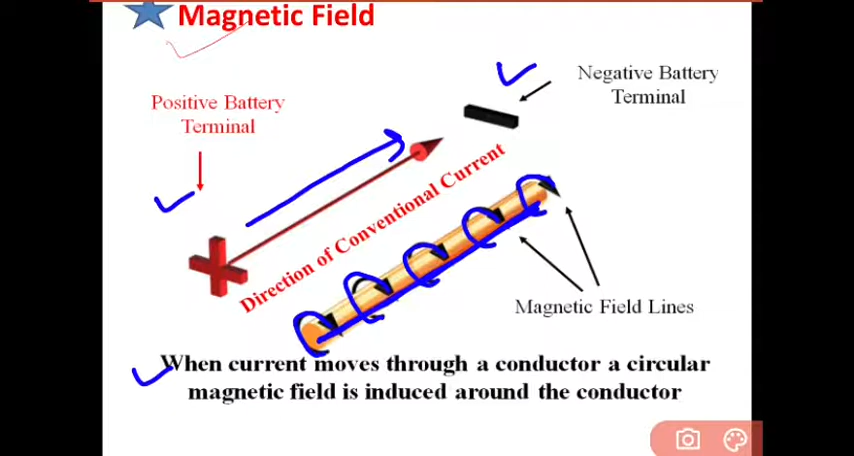 Magnetic Field
Negative Battery
Terminal
Positive Battery
Terminal
Direction of Conventional Current
Magnetic Field Lines
When current moves through a conductor a circular
magnetic field is induced around the conductor